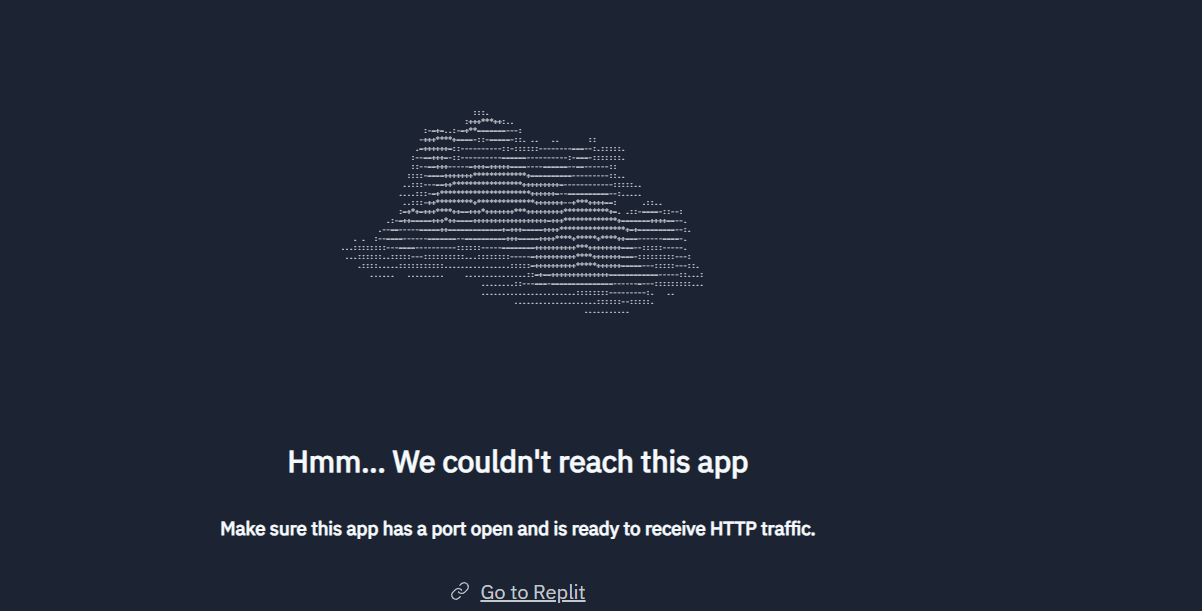 Hmm... We couldn't reach this app
Make sure this app has a port open and is ready to receive HTTP traffic.
Go to Replit